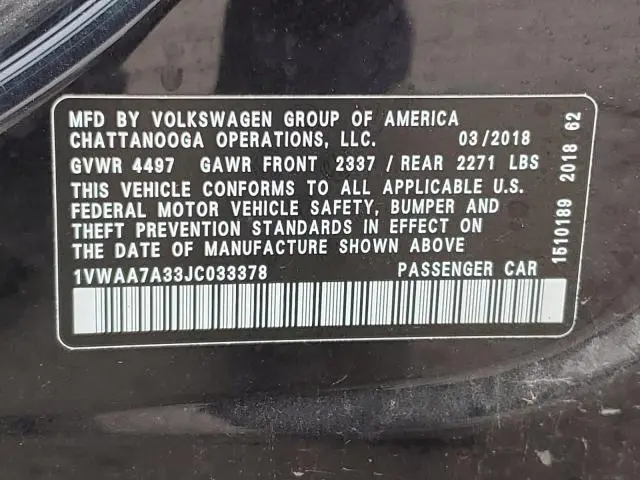 MFD BY VOLKSWAGEN GROUP OF AMERICA
CHATTANOOGA OPERATIONS, LLC. 03/2018
GVWR 4497 GAWR FRONT 2337 / REAR 2271 LBS
THIS VEHICLE CONFORMS TO ALL APPLICABLE U.S.
FEDERAL MOTOR VEHICLE SAFETY, BUMPER AND
THEFT PREVENTION STANDARDS IN EFFECT ON
THE DATE OF MANUFACTURE SHOWN ABOVE
1VWAA7A33JC033378 PASSENGER CAR
1510189 2018 62